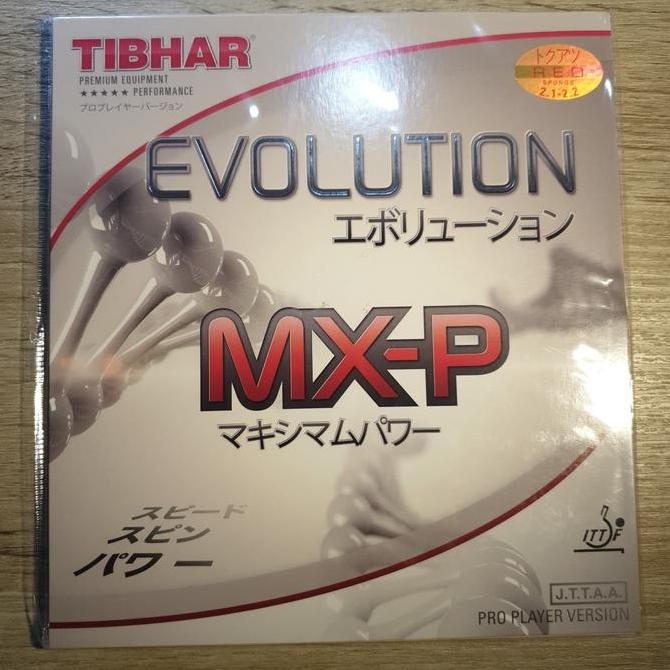 TIBHAR
PREMIUM EQUIPMENT
★★★★★ PERFORMANCE
プロプレイヤーバージョン
トクアツ
RED
SPONGE
2.1-2.2
EVOLUTION
エボリューション
MX-P
マキシマムパワー
スピード
スピン
パワー
ITTF
J.T.T.A.A.
PRO PLAYER VERSION